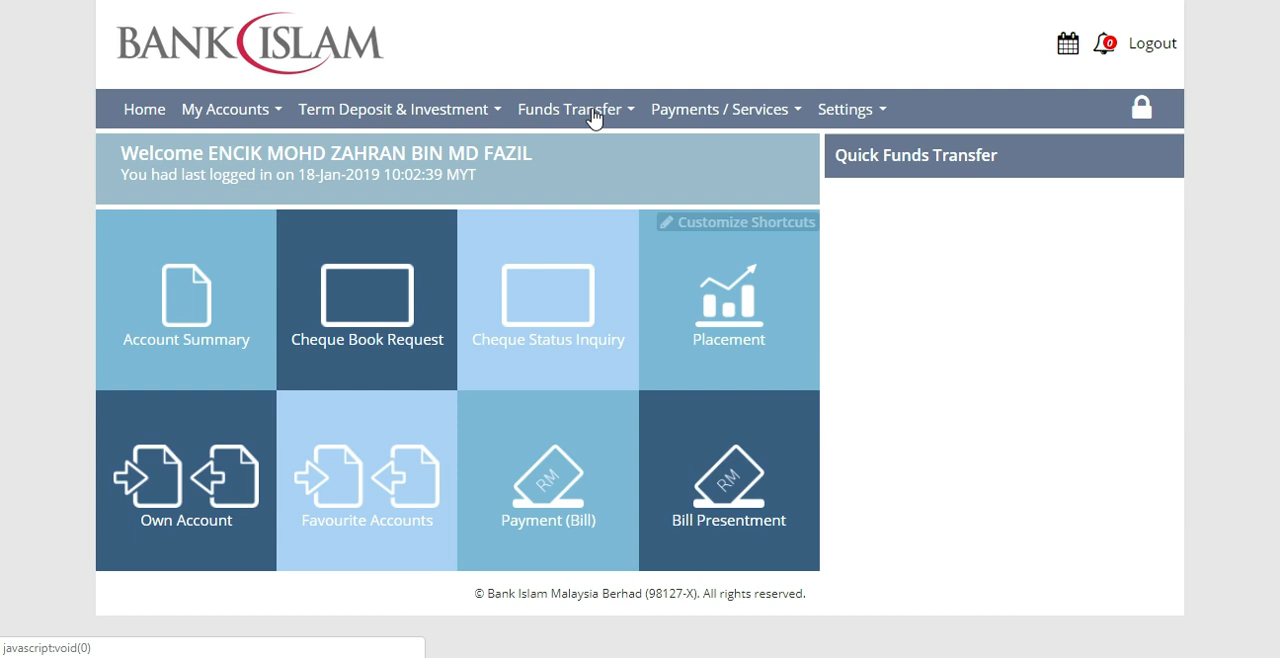 BANK ISLAM
0 Logout
Home My Accounts Term Deposit & Investment Funds Transfer Payments / Services Settings
Welcome ENCIK MOHD ZAHRAN BIN MD FAZIL
You had last logged in on 18-Jan-2019 10:02:39 MYT
Quick Funds Transfer
Customize Shortcuts
Account Summary
Cheque Book Request
Cheque Status Inquiry
Placement
RM
RM
Own Account
Favourite Accounts
Payment (Bill)
Bill Presentment
© Bank Islam Malaysia Berhad (98127-X). All rights reserved.
javascript:void(0)